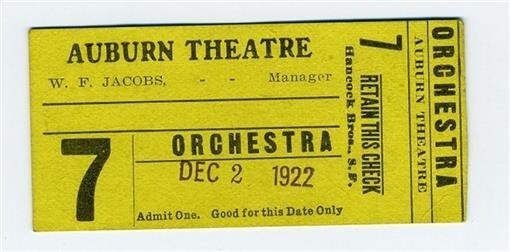 AUBURN THEATRE
W. F. JACOBS, - - Manager
7
ORCHESTRA
DEC 2 1922
Admit One. Good for this Date Only
7
RETAIN THIS CHECK
Hancock Bros., S. F.
ORCHESTRA
AUBURN THEATRE